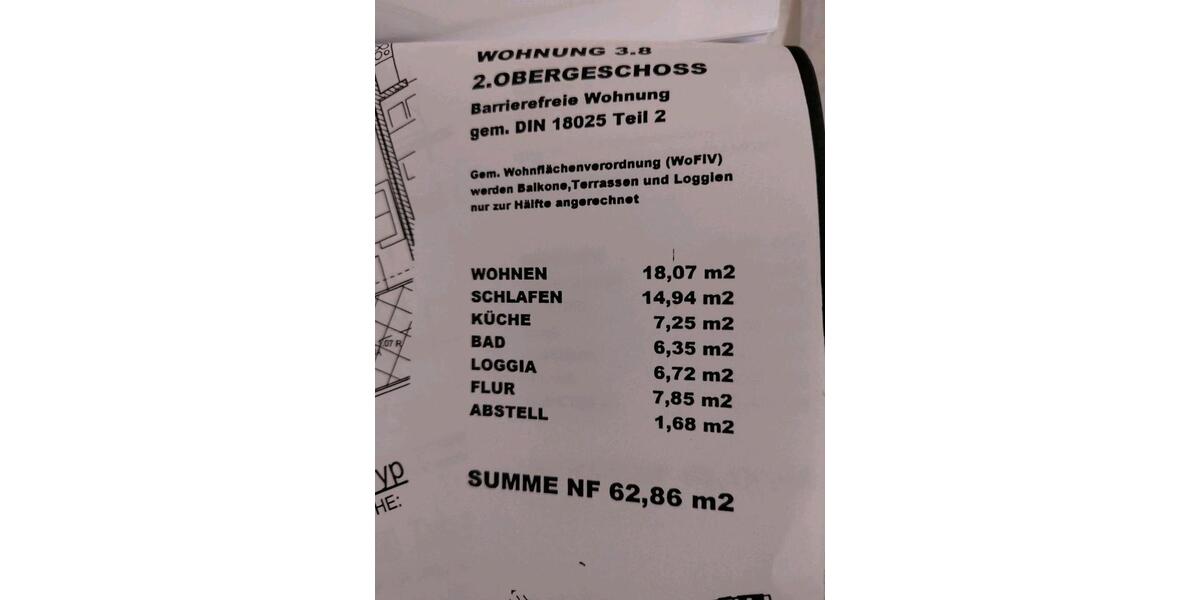 WOHNUNG 3.8
2.OBERGESCHOSS
Barrierefreie Wohnung
gem. DIN 18025 Teil 2
Gem. Wohnflächenverordnung (WoFlV)
werden Balkone,Terrassen und Loggien
nur zur Hälfte angerechnet
WOHNEN 18,07 m2
SCHLAFEN 14,94 m2
KÜCHE 7,25 m2
BAD 6,35 m2
LOGGIA 6,72 m2
FLUR 7,85 m2
ABSTELL 1,68 m2
SUMME NF 62,86 m2
yp
HE: